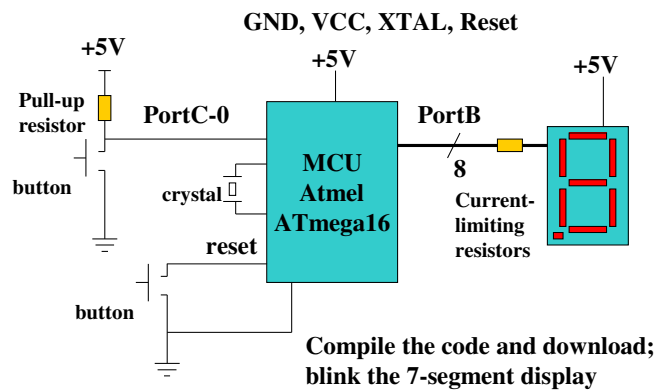 GND, VCC, XTAL, Reset
+5V
+5V
+5V
Pull-up
resistor
PortC-0
PortB
8
MCU
Atmel
ATmega16
button
crystal
Current-
limiting
resistors
reset
button
Compile the code and download;
blink the 7-segment display